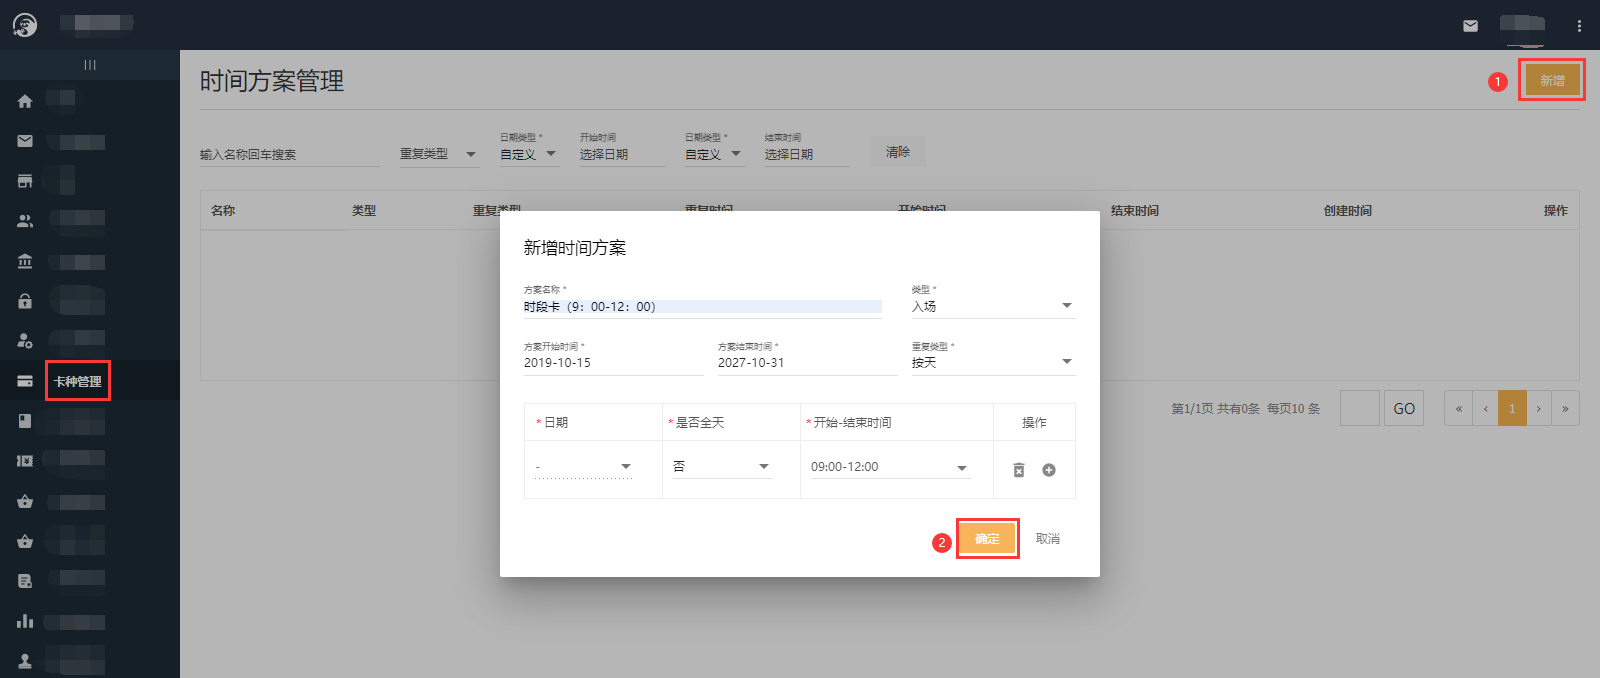 时间方案管理
1
新增
日期类型 *
开始时间
日期类型 *
结束时间
输入名称回车搜索
重复类型
自定义
选择日期
自定义
选择日期
清除
名称
类型
重复类型
重复时间
开始时间
结束时间
创建时间
操作
新增时间方案
方案名称 *
类型 *
时段卡（9：00-12：00）
入场
方案开始时间 *
方案结束时间 *
重复类型 *
2019-10-15
2027-10-31
按天
卡种管理
* 日期
* 是否全天
* 开始-结束时间
操作
-
否
09:00-12:00
第1/1页 共有0条 每页10 条
GO
«
‹
1
›
»
2
确定
取消